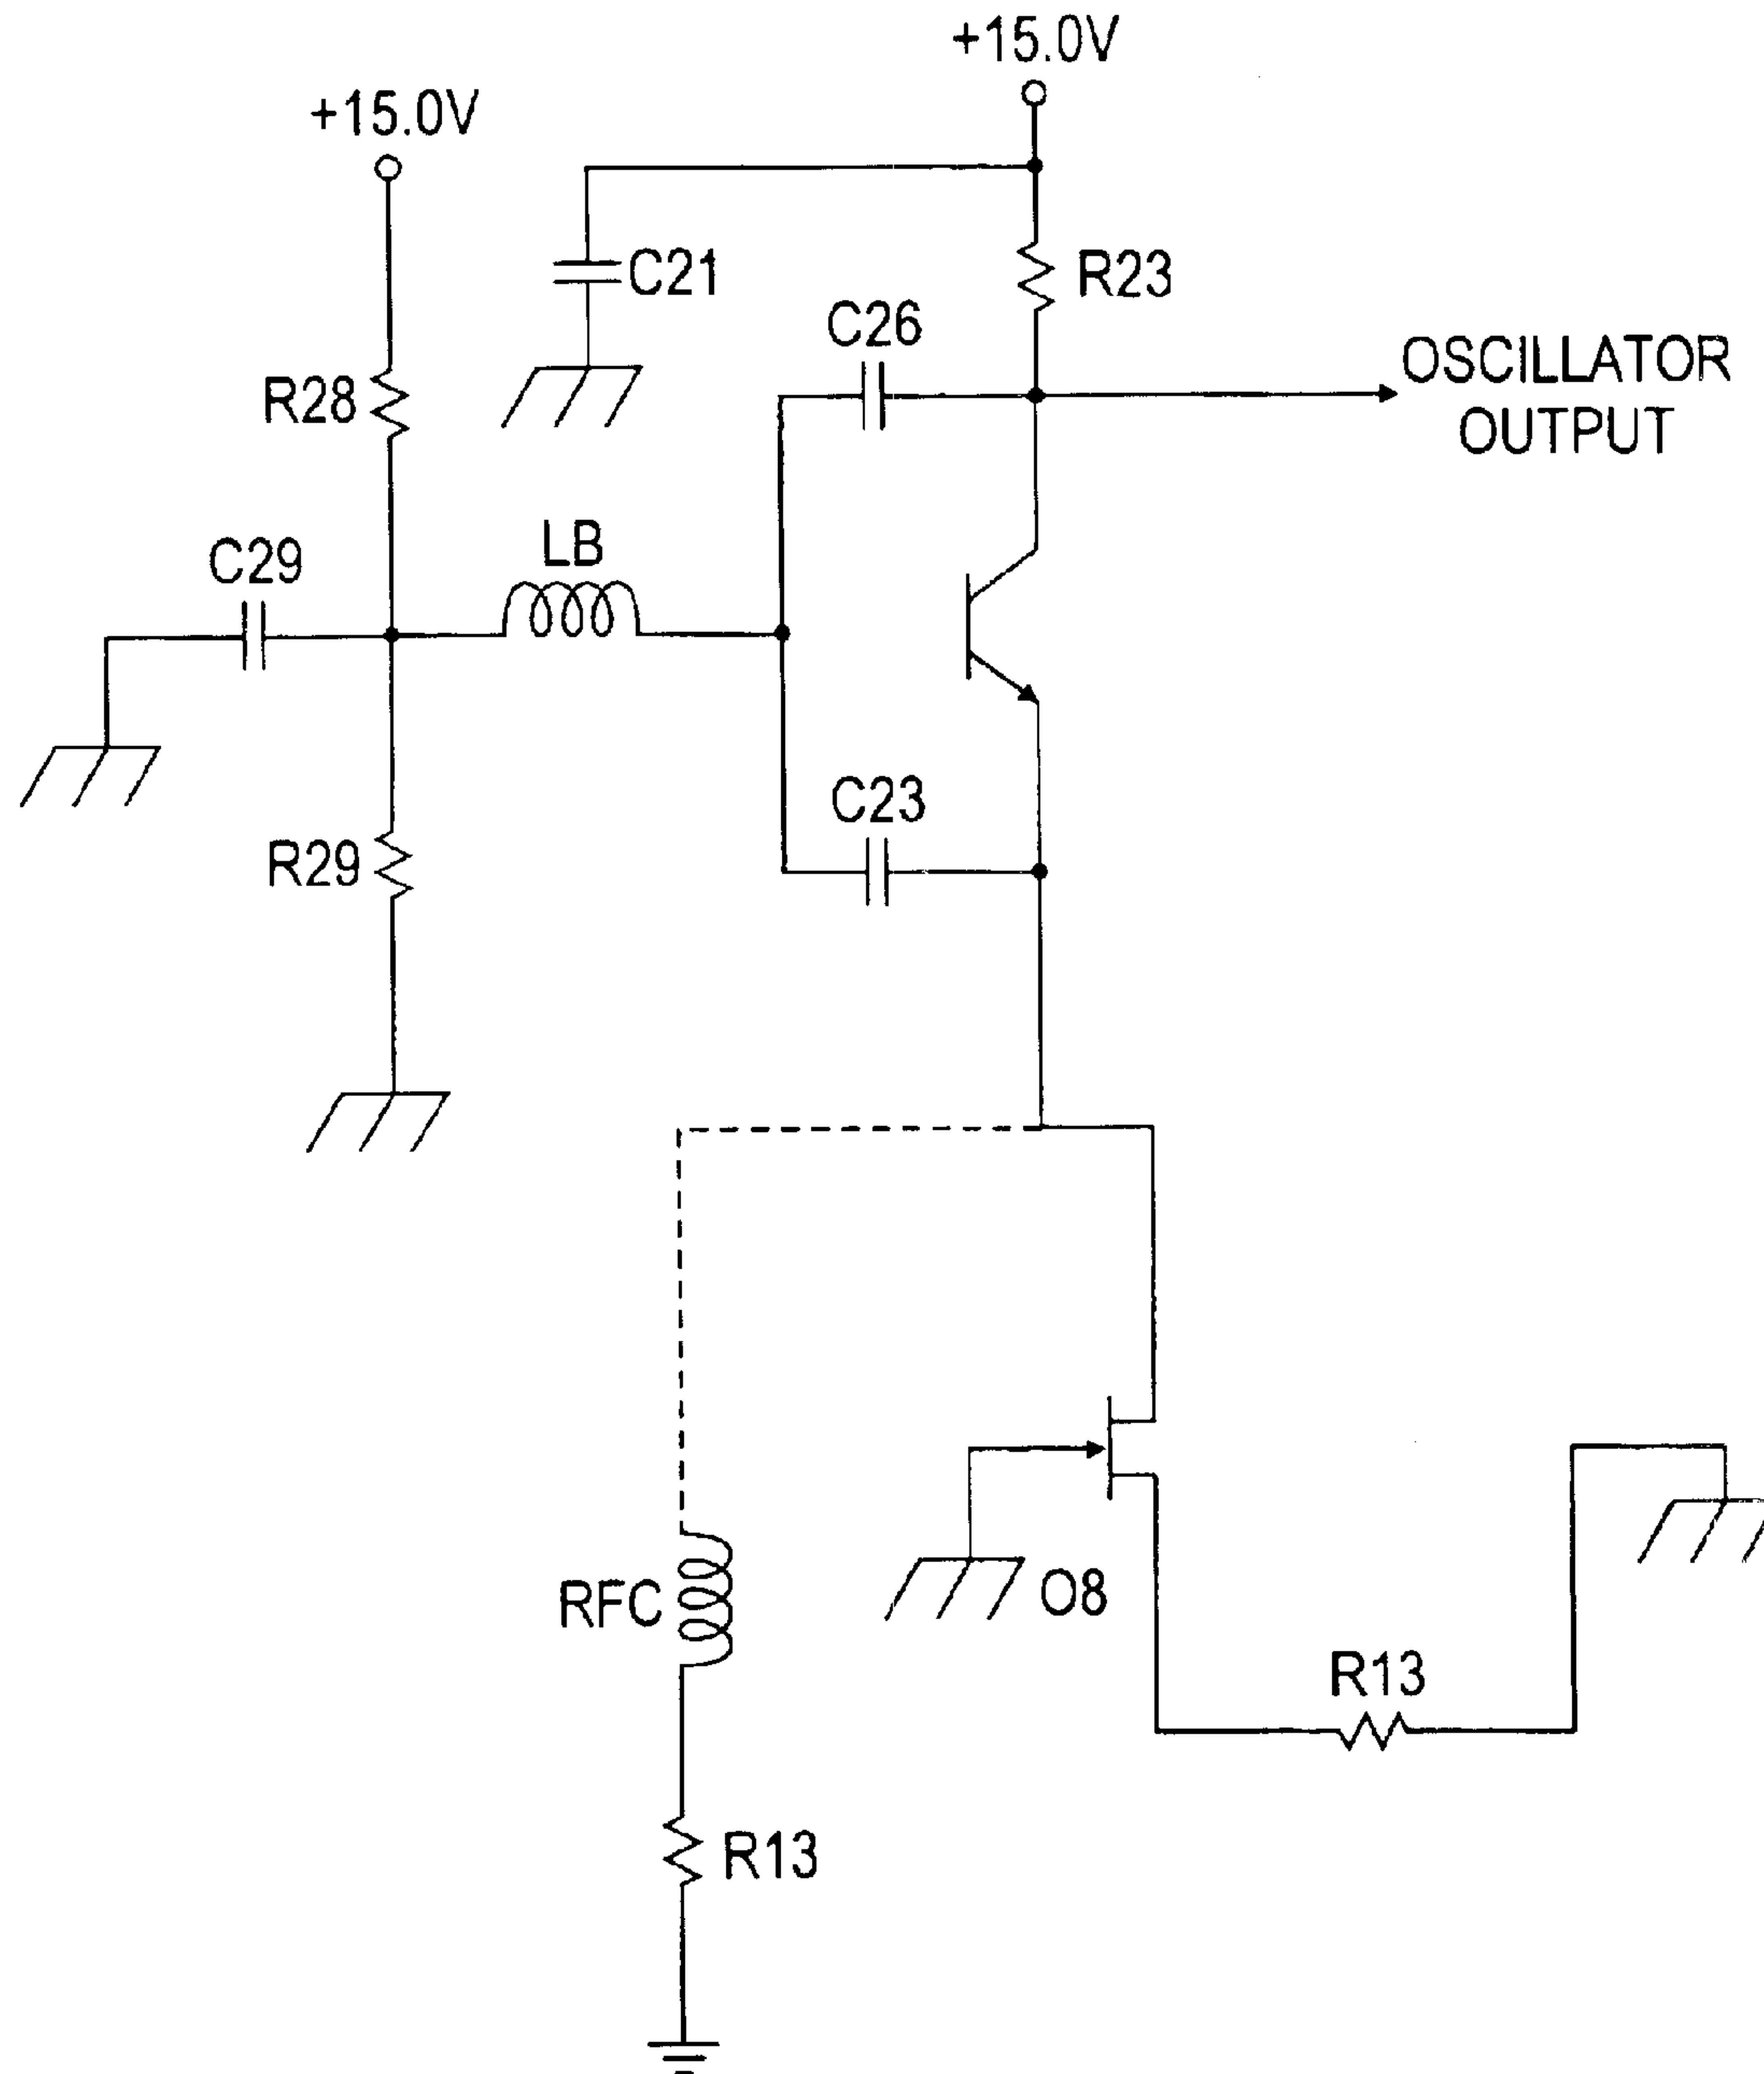 +15.0V
+15.0V
C21
R23
C26
R28
OSCILLATOR
OUTPUT
LB
C29
C23
R29
RFC
O8
R13
R13